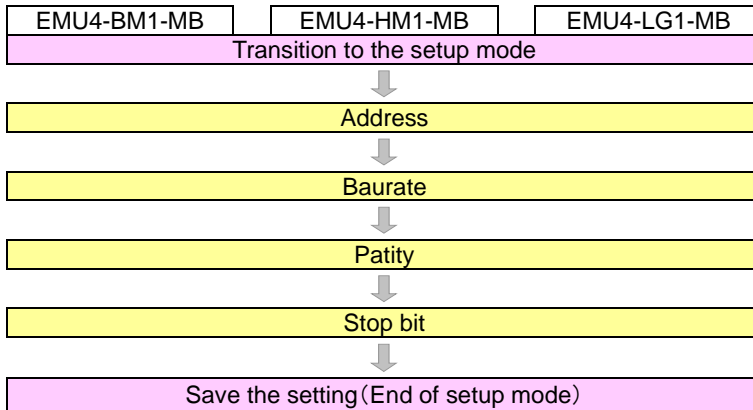 EMU4-BM1-MB EMU4-HM1-MB EMU4-LG1-MB
Transition to the setup mode
Address
Baurate
Patity
Stop bit
Save the setting(End of setup mode)